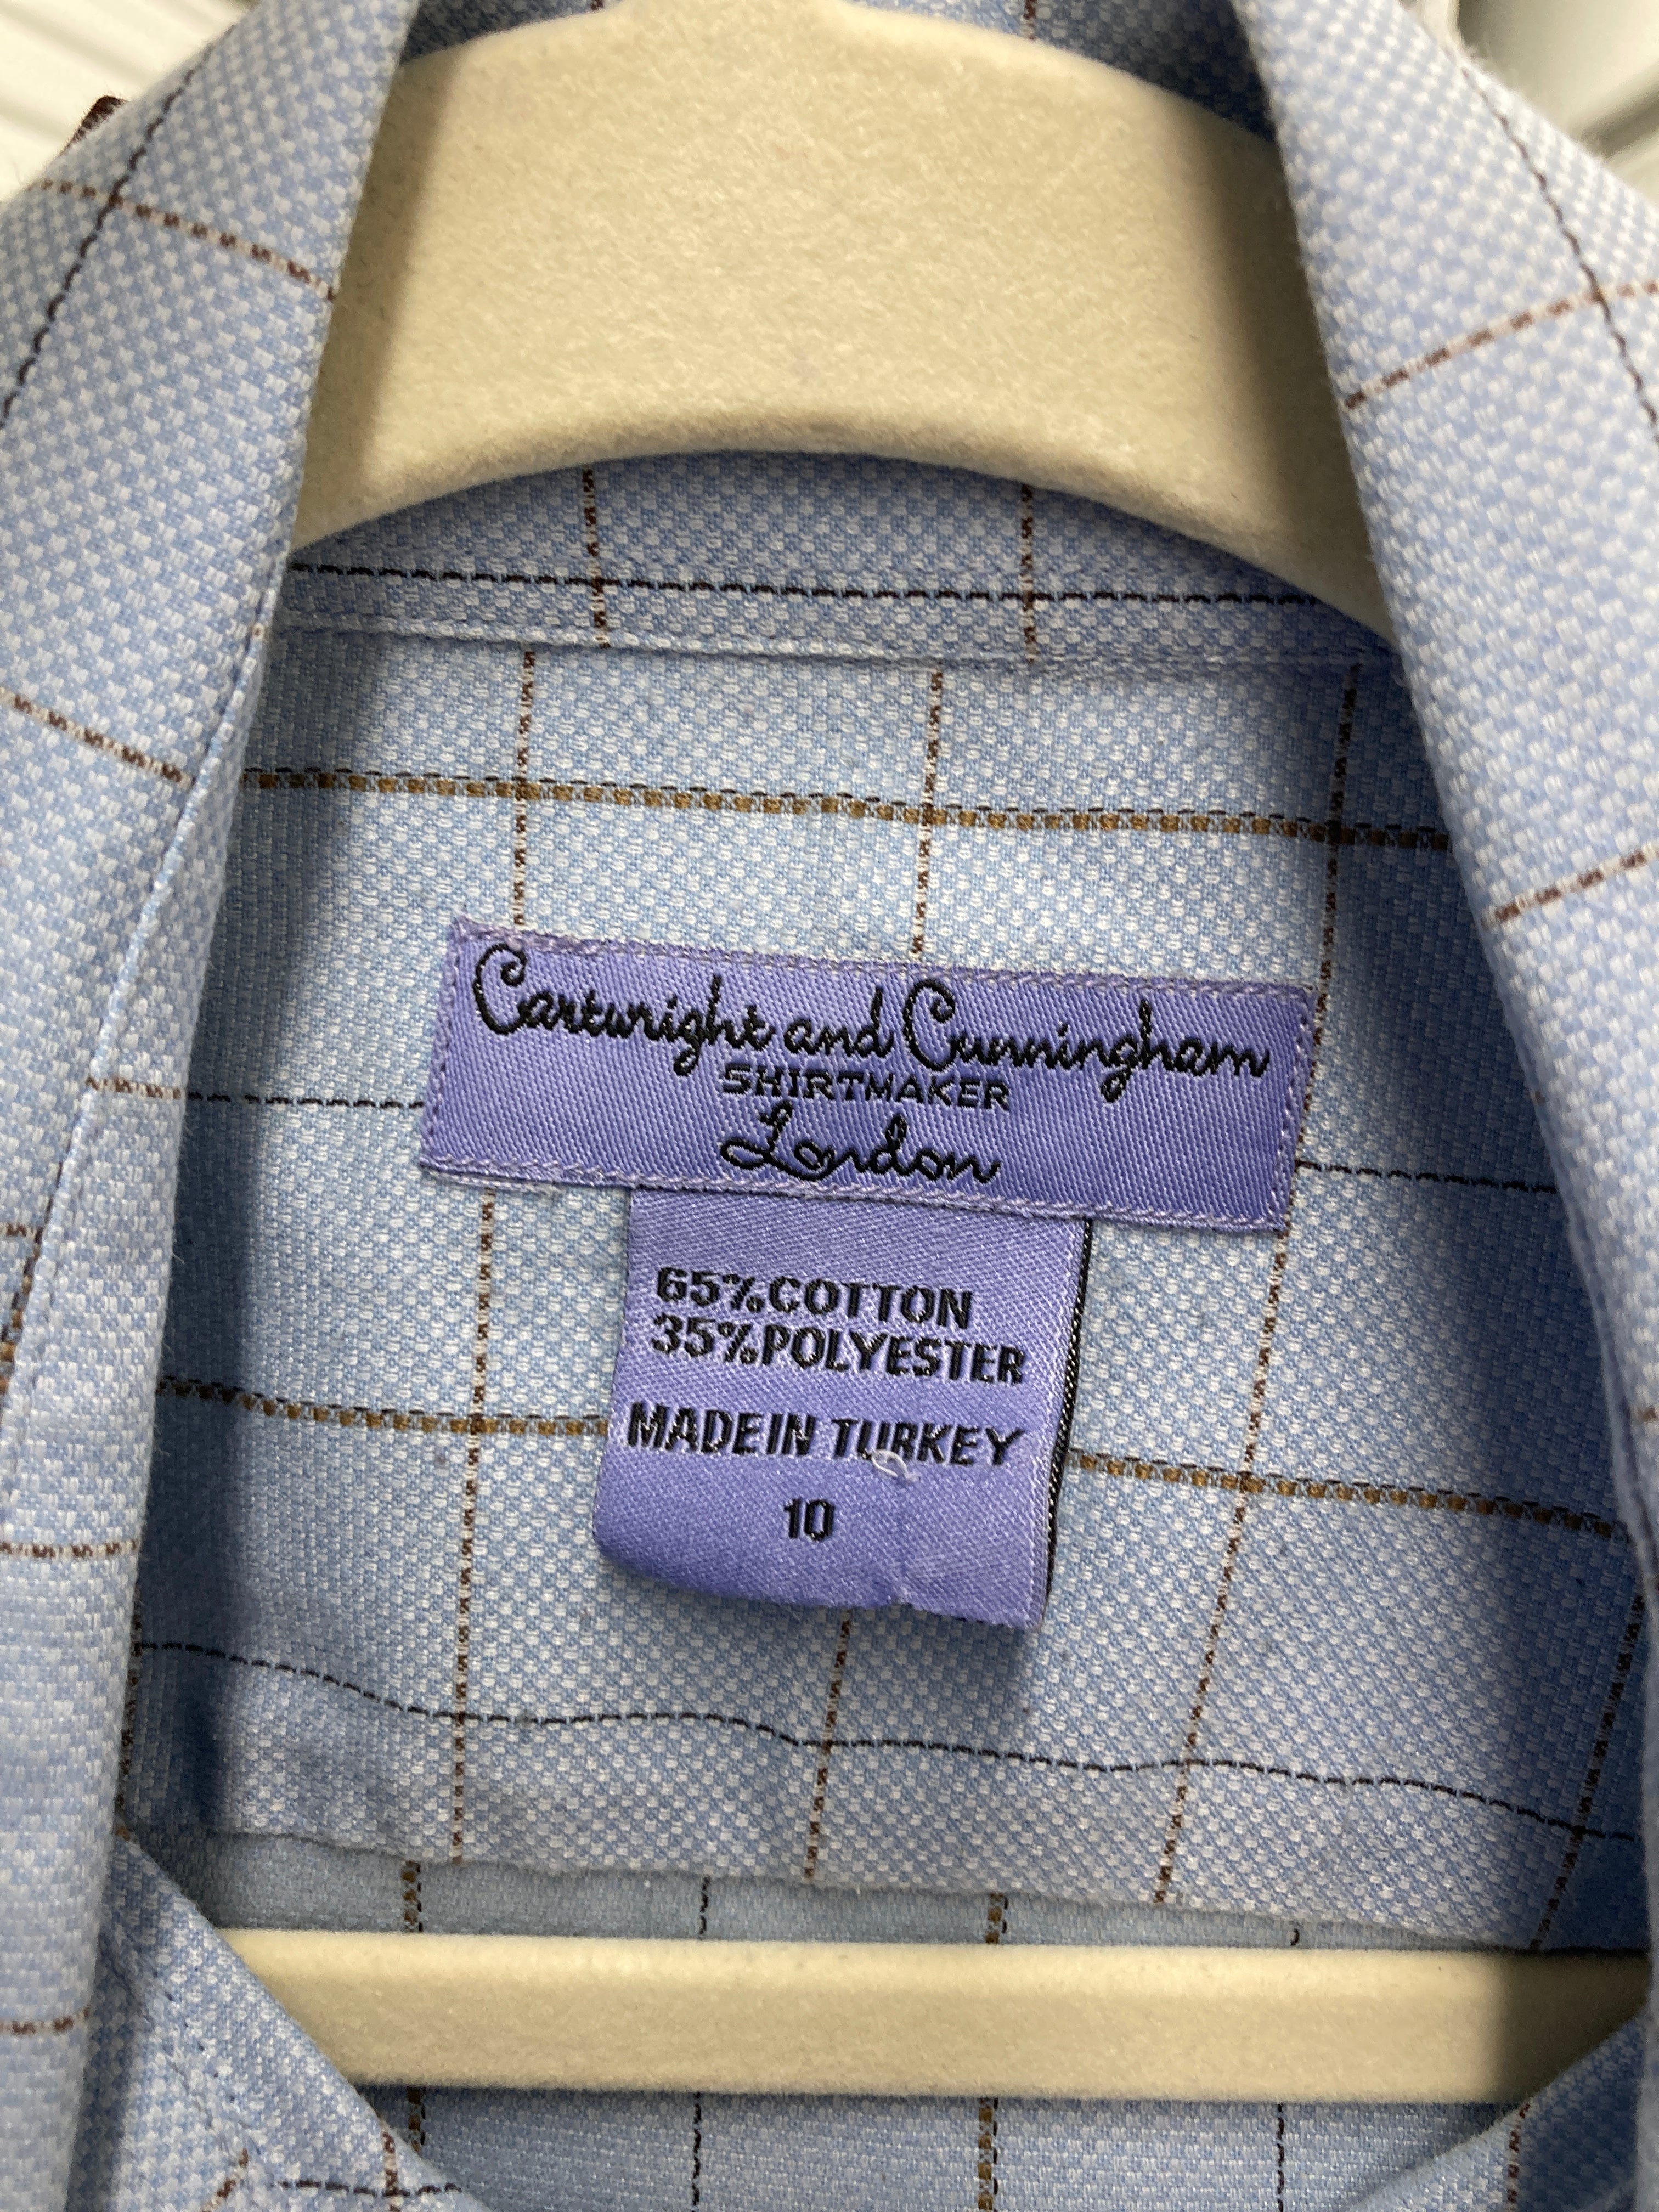 Cartwright and Cunningham
SHIRTMAKER
London
65% COTTON
35% POLYESTER
MADE IN TURKEY
10